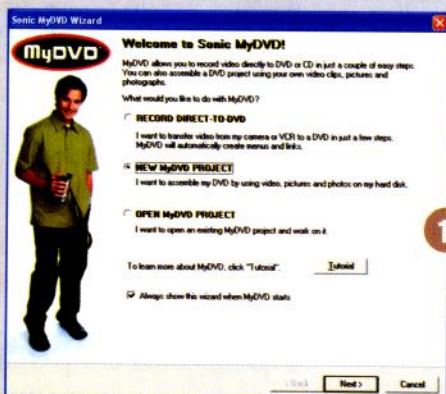 Sonic MyDVD Wizard
MyDVD
Welcome to Sonic MyDVD!
MyDVD allows you to record video directly to DVD or CD in just a couple of easy steps.
You can also assemble a DVD project using your own video clips, pictures and
photographs.
What would you like to do with MyDVD?
RECORD DIRECT-TO-DVD
I want to transfer video from my camera or VCR to a DVD in just a few steps.
MyDVD will automatically create menus and links.
NEW MyDVD PROJECT
I want to assemble my DVD by using video, pictures and photos on my hard disk.
OPEN MyDVD PROJECT
I want to open an existing MyDVD project and work on it.
1
To learn more about MyDVD, click "Tutorial".
Tutorial
Always show this wizard when MyDVD starts
< Back Next > Cancel